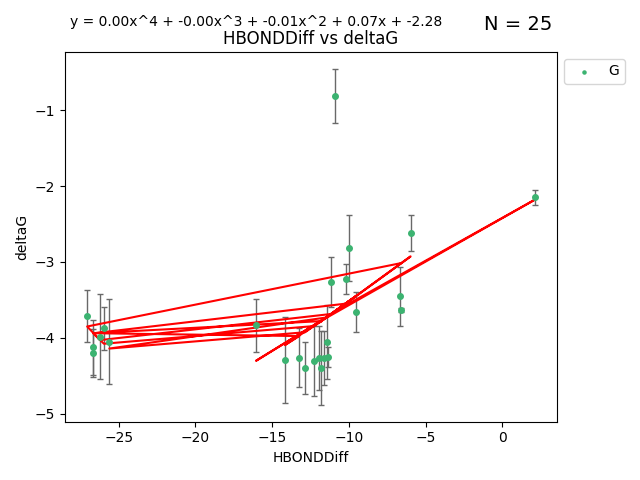 y = 0.00x^4 + -0.00x^3 + -0.01x^2 + 0.07x + -2.28
N = 25
HBONDDiff vs deltaG
G
−1
−2
−3
−4
−5
deltaG
−25 −20 −15 −10 −5 0
HBONDDiff